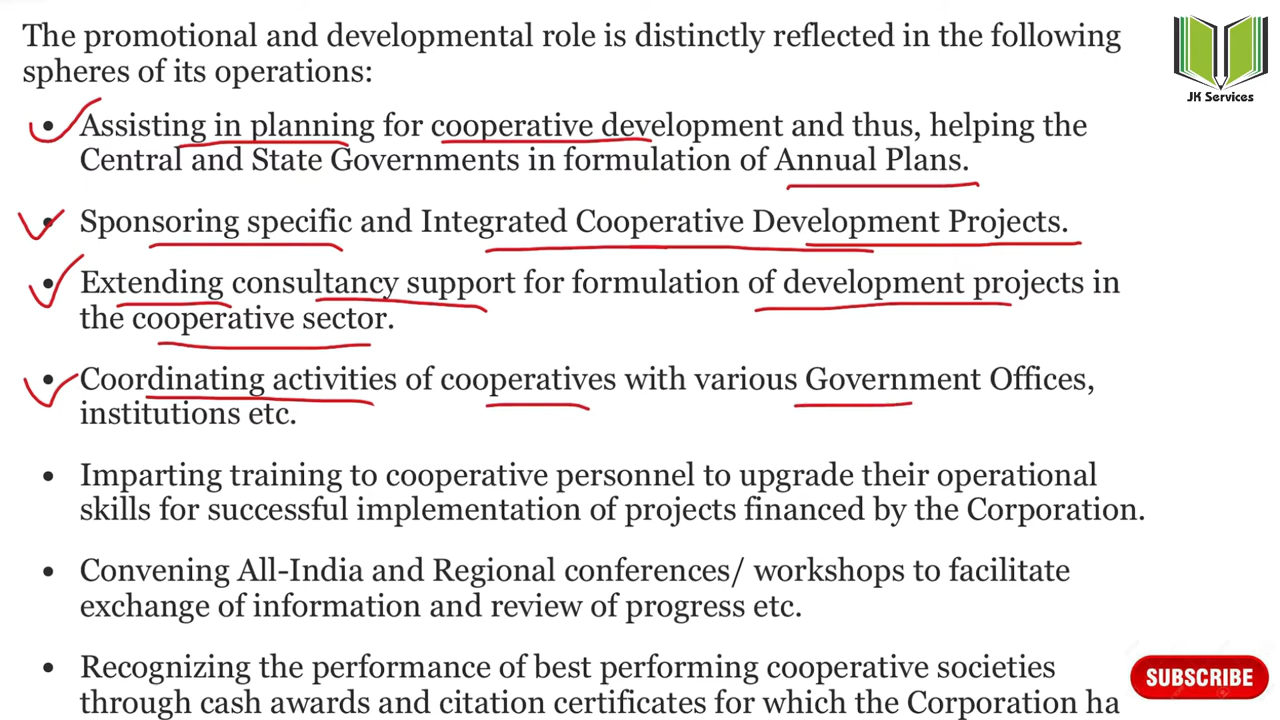 The promotional and developmental role is distinctly reflected in the following
spheres of its operations:
JK Services
• Assisting in planning for cooperative development and thus, helping the
Central and State Governments in formulation of Annual Plans.
• Sponsoring specific and Integrated Cooperative Development Projects.
• Extending consultancy support for formulation of development projects in
the cooperative sector.
• Coordinating activities of cooperatives with various Government Offices,
institutions etc.
• Imparting training to cooperative personnel to upgrade their operational
skills for successful implementation of projects financed by the Corporation.
• Convening All-India and Regional conferences/ workshops to facilitate
exchange of information and review of progress etc.
• Recognizing the performance of best performing cooperative societies
through cash awards and citation certificates for which the Corporation ha
SUBSCRIBE